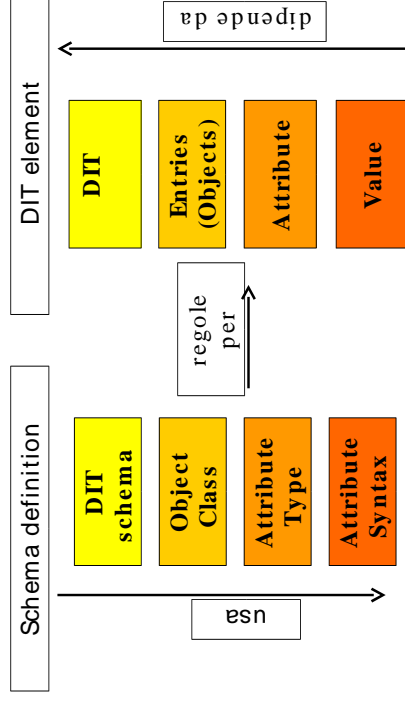 Schema definition
DIT element
usa
DIT
schema
Object
Class
Attribute
Type
Attribute
Syntax
regole
per
DIT
Entries
(Objects)
Attribute
Value
dipende da